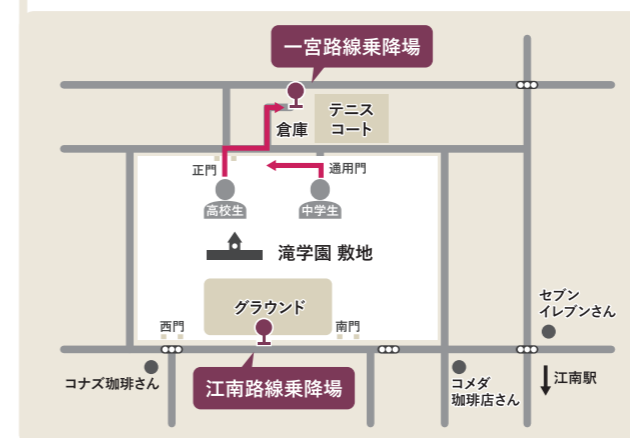 一宮路線乗降場
テニス
コート
倉庫
正門
通用門
高校生
中学生
滝学園 敷地
グラウンド
セブン
イレブンさん
西門
南門
コナズ珈琲さん
江南路線乗降場
コメダ
珈琲店さん
江南駅